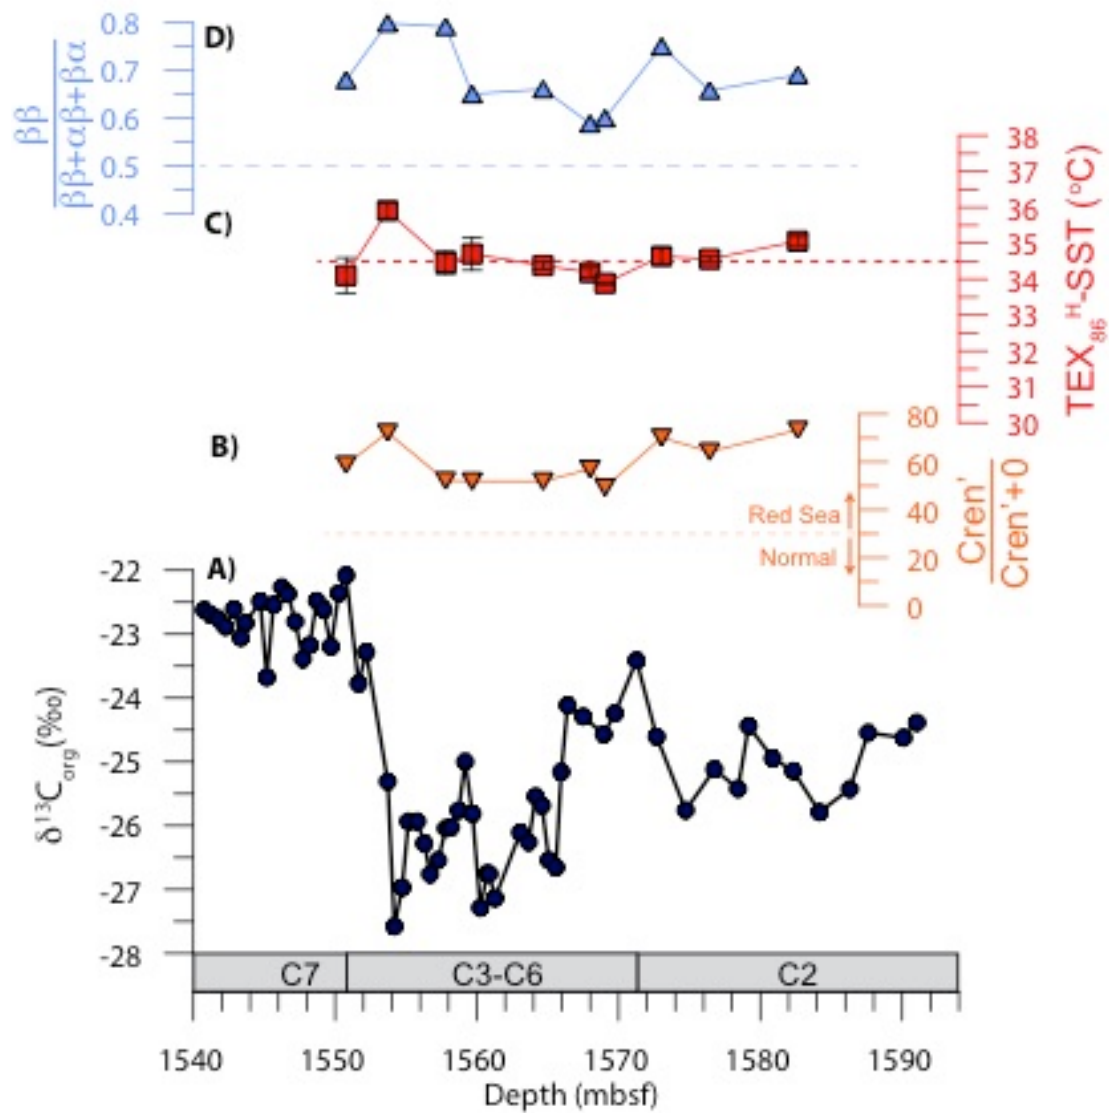 D)
0.8
0.7
0.6
0.5
0.4
ββ
ββ+αβ+βα
C)
38
37
36
35
34
33
32
31
30
TEX₈₆ᴴ-SST (°C)
B)
80
60
40
20
0
Cren'
Cren'+0
Red Sea
Normal
A)
-22
-23
-24
-25
-26
-27
-28
δ¹³Corg(‰)
C7
C3-C6
C2
1540
1550
1560
1570
1580
1590
Depth (mbsf)